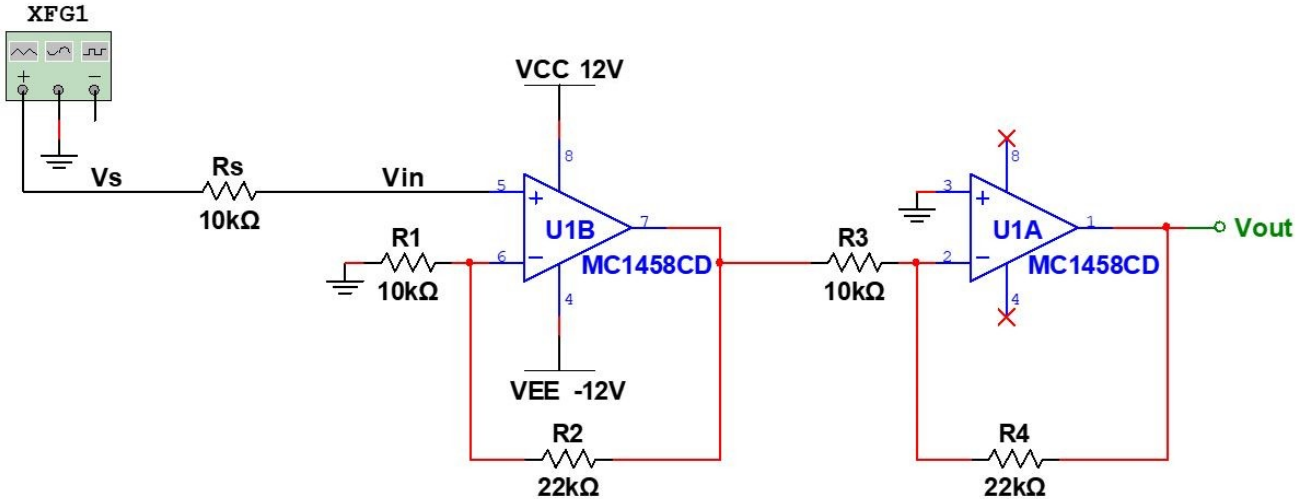 XFG1
+
−
VCC 12V
Vs
Rs
10kΩ
Vin
8
5
+
U1B
7
MC1458CD
6
−
4
R1
10kΩ
VEE -12V
R2
22kΩ
R3
10kΩ
8
3
+
U1A
1
MC1458CD
2
−
4
Vout
R4
22kΩ